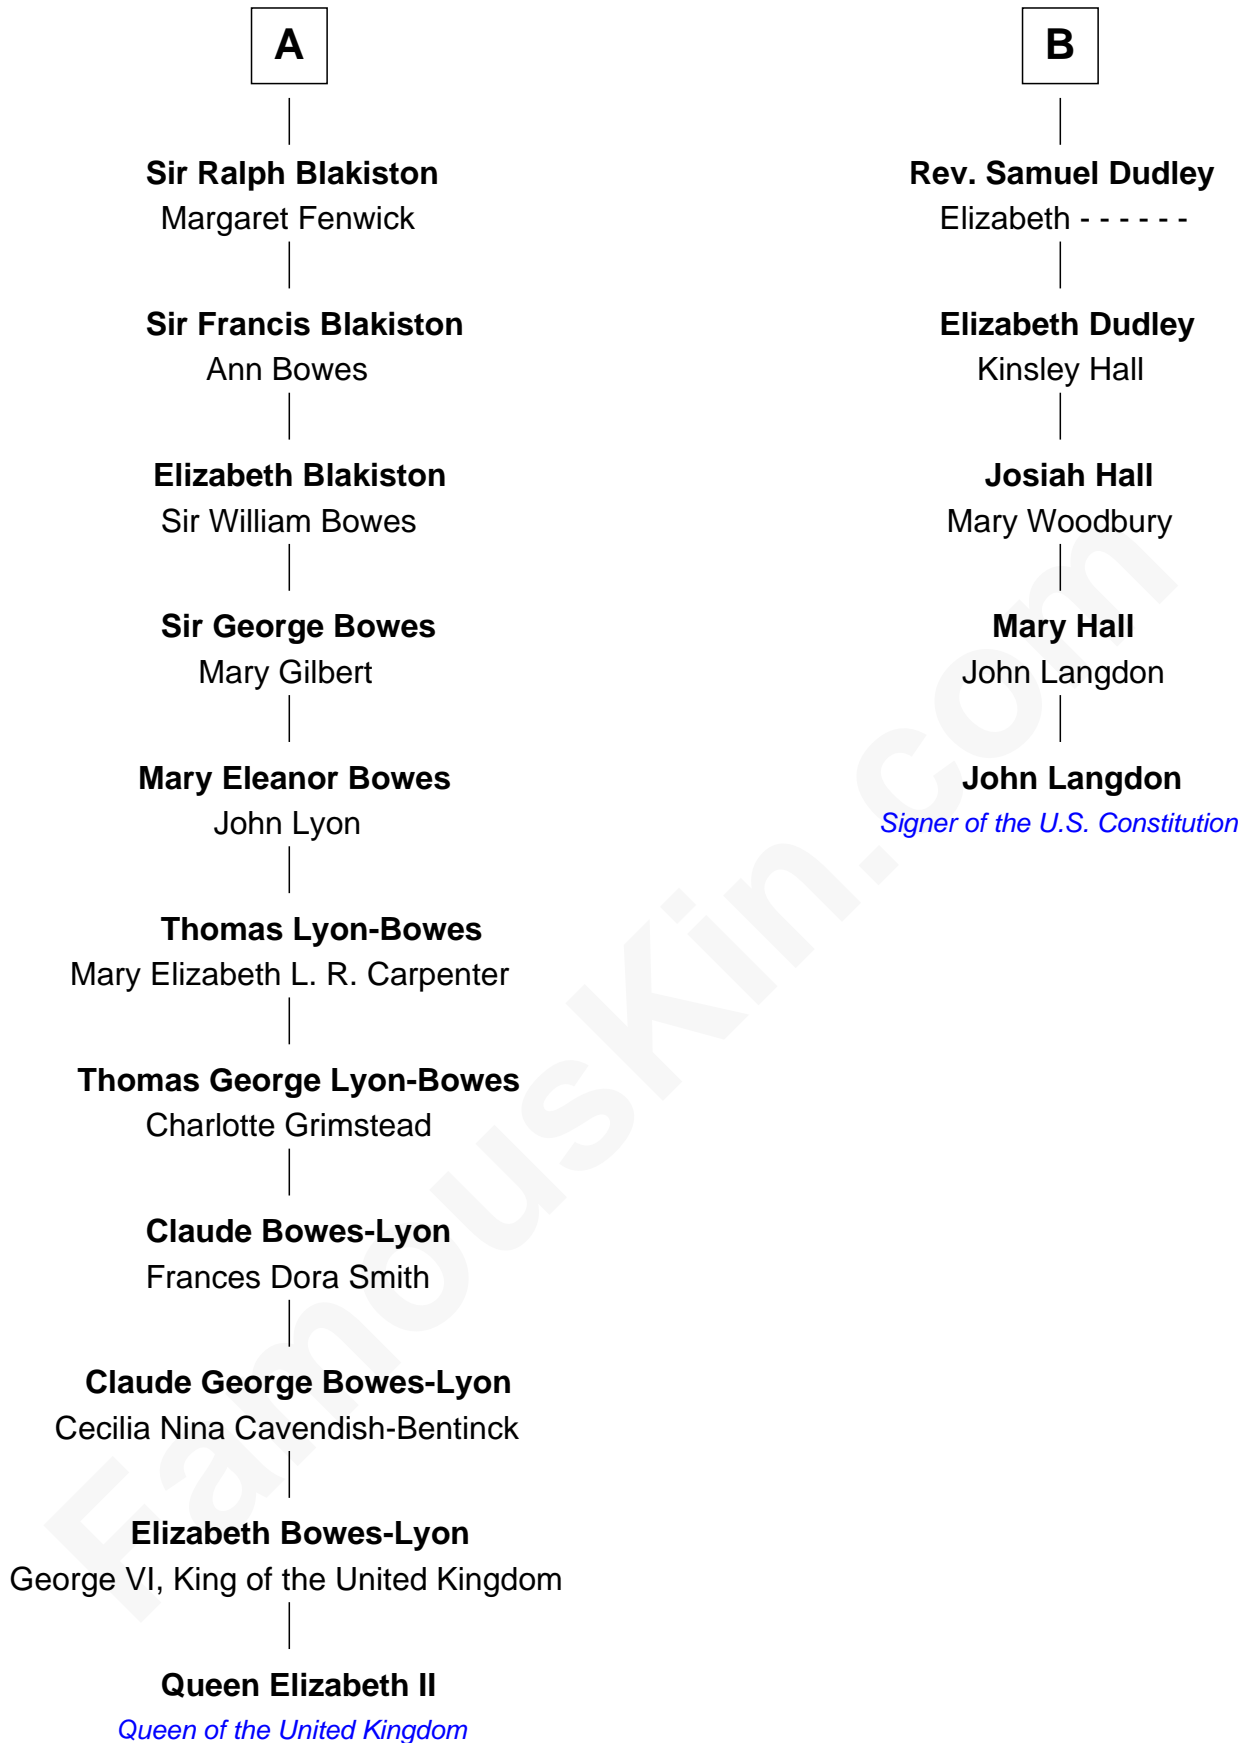 A
Sir Ralph Blakiston
Margaret Fenwick
Sir Francis Blakiston
Ann Bowes
Elizabeth Blakiston
Sir William Bowes
Sir George Bowes
Mary Gilbert
Mary Eleanor Bowes
John Lyon
Thomas Lyon-Bowes
Mary Elizabeth L. R. Carpenter
Thomas George Lyon-Bowes
Charlotte Grimstead
Claude Bowes-Lyon
Frances Dora Smith
Claude George Bowes-Lyon
Cecilia Nina Cavendish-Bentinck
Elizabeth Bowes-Lyon
George VI, King of the United Kingdom
Queen Elizabeth II
Queen of the United Kingdom
B
Rev. Samuel Dudley
Elizabeth - - - - - -
Elizabeth Dudley
Kinsley Hall
Josiah Hall
Mary Woodbury
Mary Hall
John Langdon
John Langdon
Signer of the U.S. Constitution
FamousKin.com